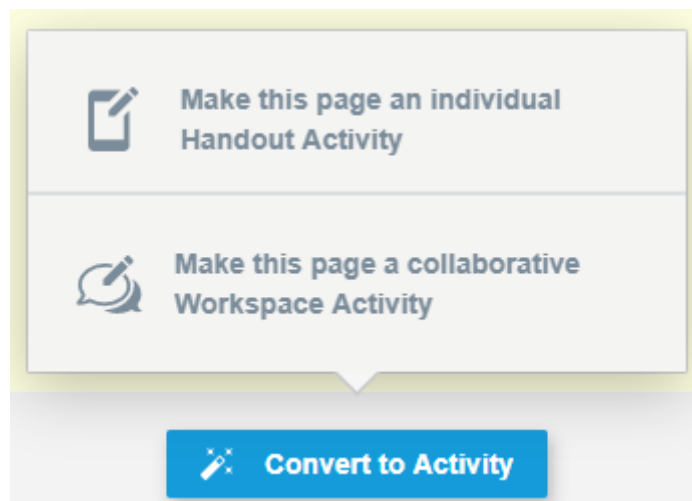 Make this page an individual
Handout Activity
Make this page a collaborative
Workspace Activity
Convert to Activity